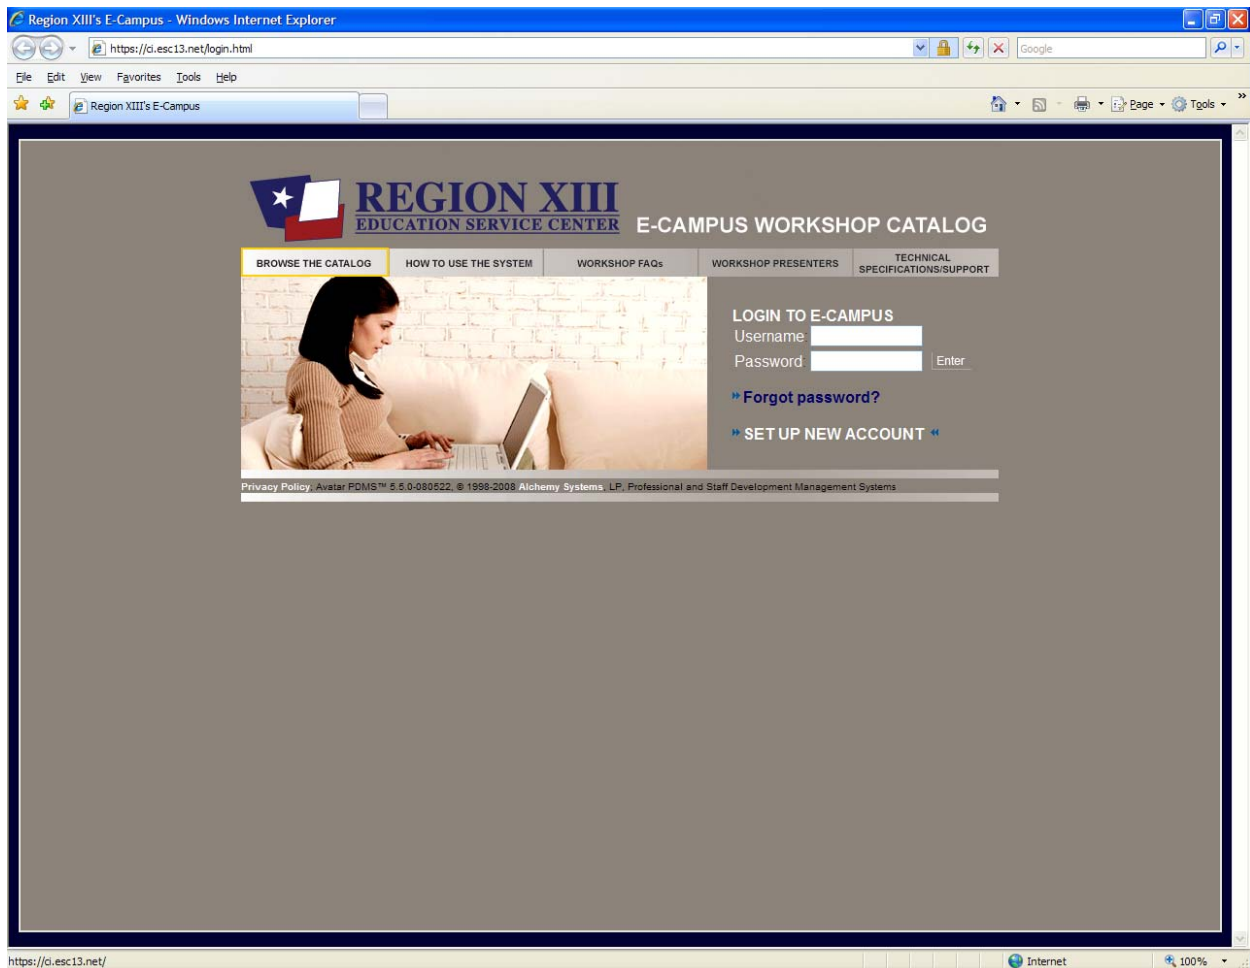 Region XIII's E-Campus - Windows Internet Explorer
https://ci.esc13.net/login.html
Google
File Edit View Favorites Tools Help
Region XIII's E-Campus
Page Tools »
REGION XIII
EDUCATION SERVICE CENTER
E-CAMPUS WORKSHOP CATALOG
BROWSE THE CATALOG
HOW TO USE THE SYSTEM
WORKSHOP FAQs
WORKSHOP PRESENTERS
TECHNICAL
SPECIFICATIONS/SUPPORT
LOGIN TO E-CAMPUS
Username:
Password:
Enter
» Forgot password?
» SET UP NEW ACCOUNT «
Privacy Policy. Avatar PDMS™ 5.5.0-080522, © 1998-2008 Alchemy Systems, LP, Professional and Staff Development Management Systems
https://ci.esc13.net/
Internet
100%